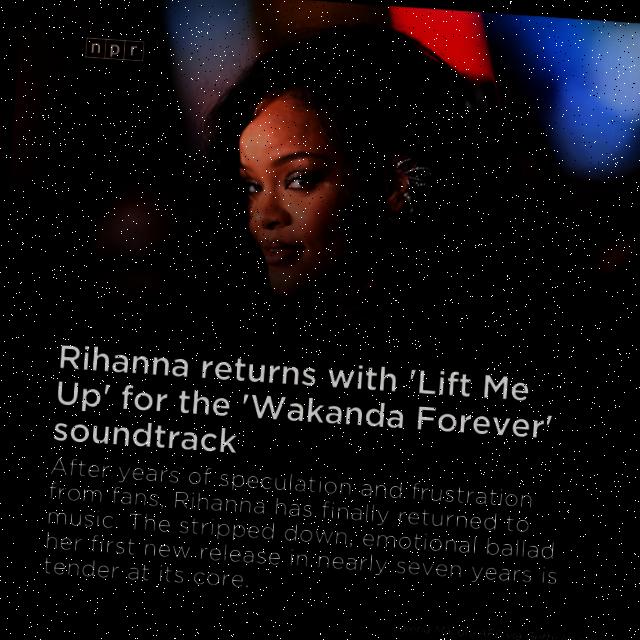 npr
Rihanna returns with 'Lift Me
Up' for the 'Wakanda Forever'
soundtrack
After years of speculation and frustration
from fans, Rihanna has finally returned to
music. The stripped down, emotional ballad
her first new release in nearly seven years is
tender at its core.